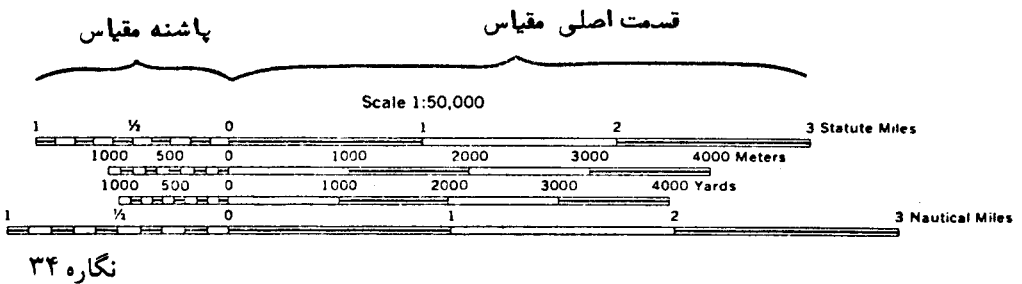 قسمت اصلی مقیاس
پاشنه مقیاس
Scale 1:50,000
1 ½ 0 1 2 3 Statute Miles
1000 500 0 1000 2000 3000 4000 Meters
1000 500 0 1000 2000 3000 4000 Yards
1 ½ 0 1 2 3 Nautical Miles
نگاره ۳۴